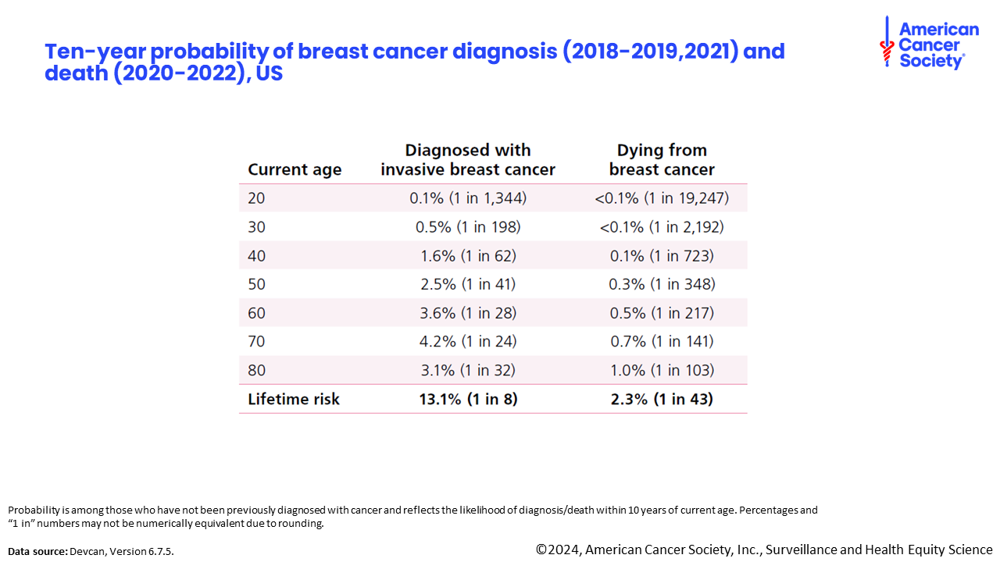 American
Cancer
Society®
Ten-year probability of breast cancer diagnosis (2018-2019,2021) and
death (2020-2022), US
Current age Diagnosed with invasive breast cancer Dying from breast cancer
20 0.1% (1 in 1,344) <0.1% (1 in 19,247)
30 0.5% (1 in 198) <0.1% (1 in 2,192)
40 1.6% (1 in 62) 0.1% (1 in 723)
50 2.5% (1 in 41) 0.3% (1 in 348)
60 3.6% (1 in 28) 0.5% (1 in 217)
70 4.2% (1 in 24) 0.7% (1 in 141)
80 3.1% (1 in 32) 1.0% (1 in 103)
Lifetime risk 13.1% (1 in 8) 2.3% (1 in 43)
Probability is among those who have not been previously diagnosed with cancer and reflects the likelihood of diagnosis/death within 10 years of current age. Percentages and
“1 in” numbers may not be numerically equivalent due to rounding.
Data source: Devcan, Version 6.7.5.
©2024, American Cancer Society, Inc., Surveillance and Health Equity Science